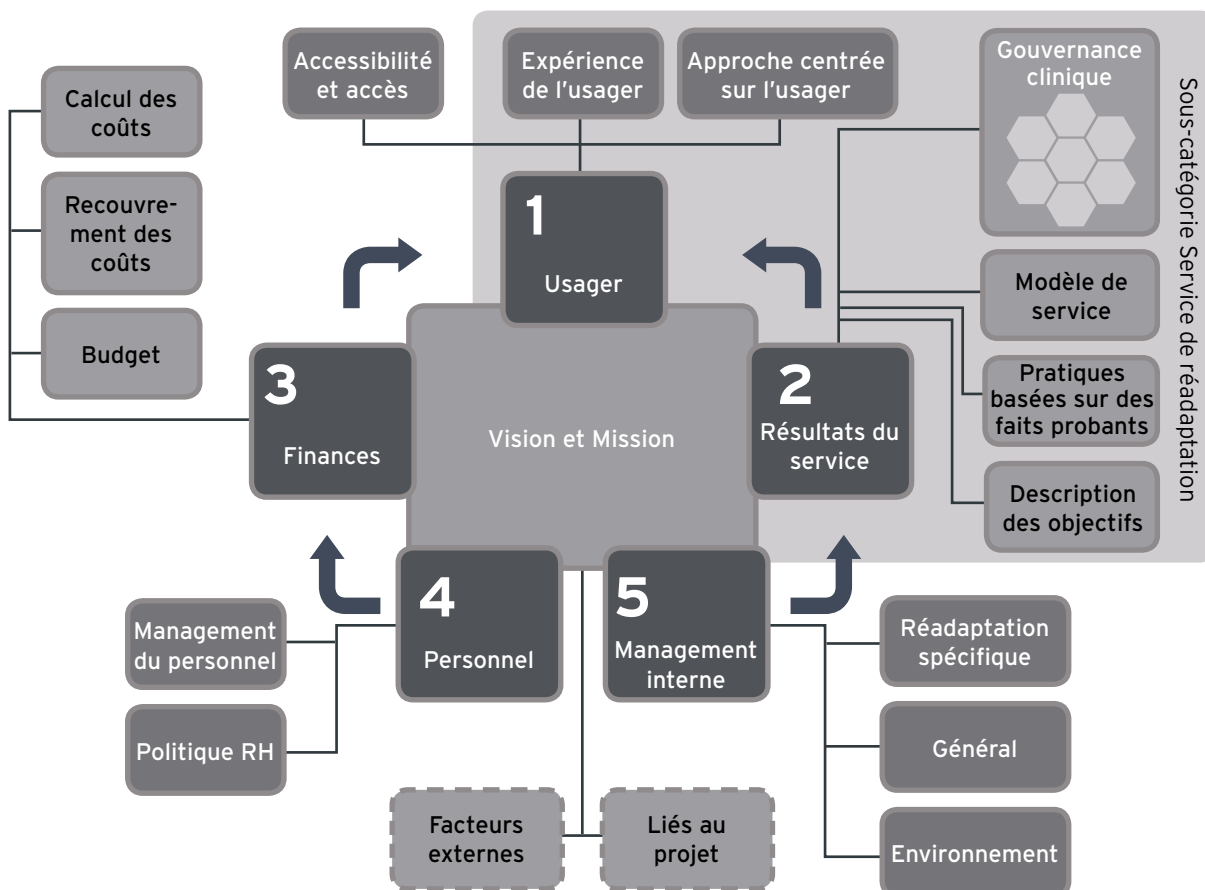 Accessibilité
et accès
Expérience
de l'usager
Approche centrée
sur l'usager
Gouvernance
clinique
Sous-catégorie Service de réadaptation
Calcul des
coûts
Recouvre-
ment des
coûts
Budget
1
Usager
3
Finances
Vision et Mission
2
Résultats du
service
Modèle de
service
Pratiques
basées sur des
faits probants
Description
des objectifs
4
Personnel
5
Management
interne
Management
du personnel
Politique RH
Réadaptation
spécifique
Général
Environnement
Facteurs
externes
Liés au
projet